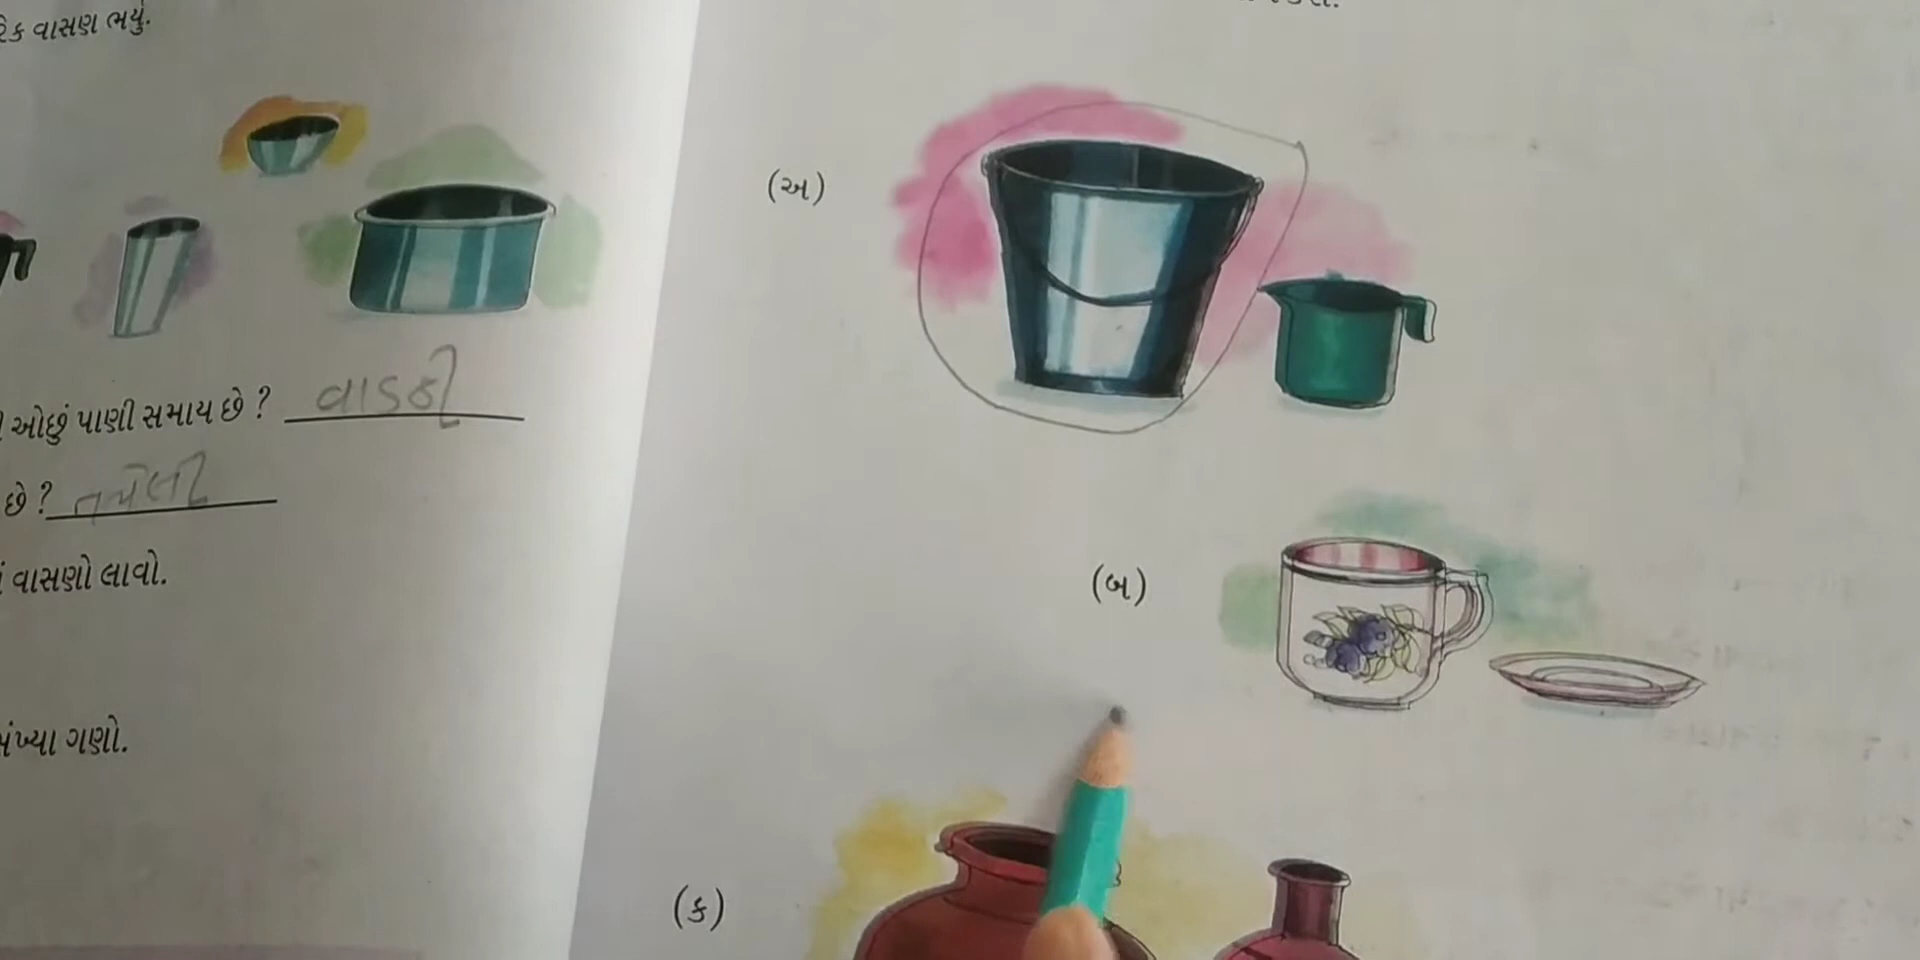 વાસણ ભર્યું.
ઓછું પાણી સમાય છે ? વાડકી
છે ? તપેલી
વાસણો લાવો.
ગણો.
(અ)
(બ)
(ક)